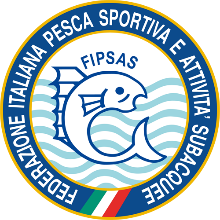 FEDERAZIONE ITALIANA PESCA SPORTIVA E ATTIVITA' SUBACQUEE
FIPSAS